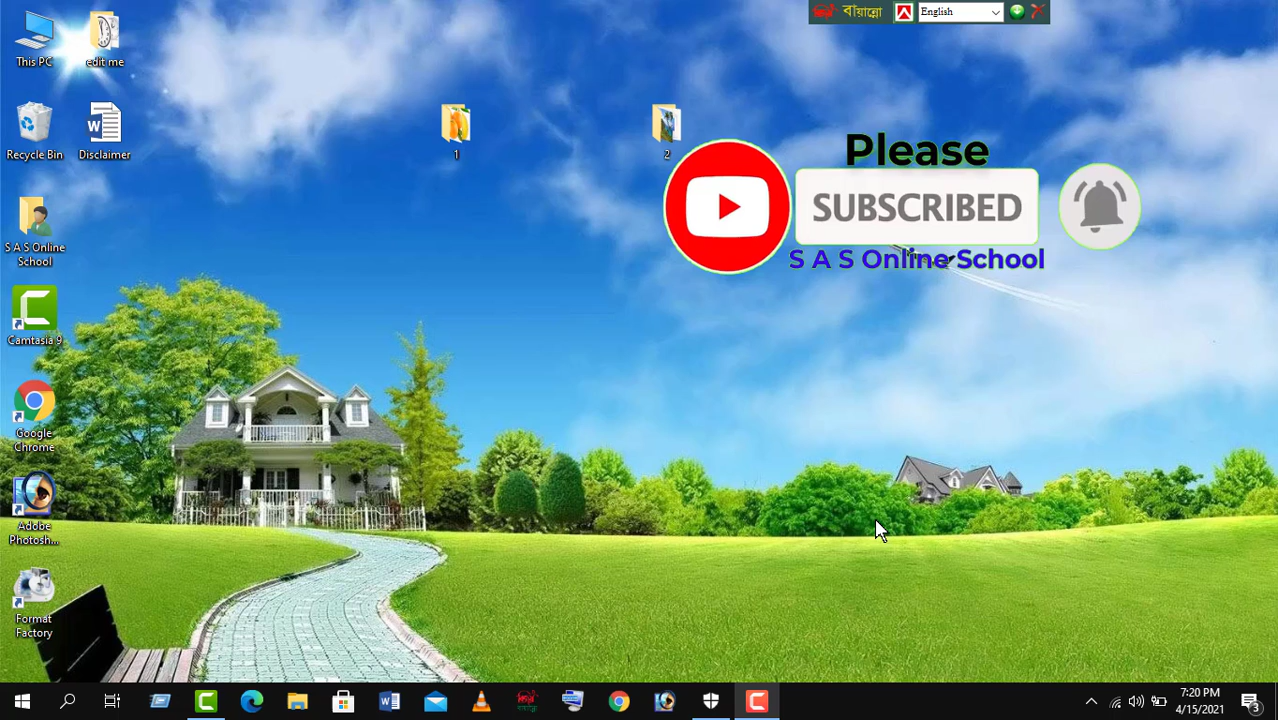 বায়ান্নো
English
This PC
edit me
Recycle Bin
Disclaimer
1
2
Please
SUBSCRIBED
S A S Online School
S A S Online
School
Camtasia 9
Google
Chrome
Adobe
Photosh...
Format
Factory
7:20 PM
4/15/2021
3